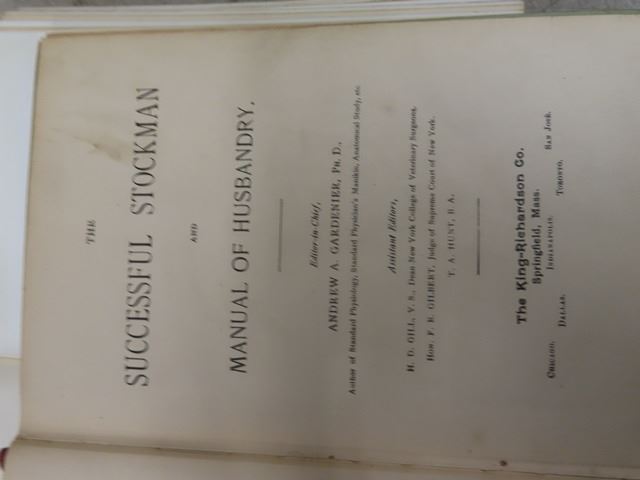 THE
SUCCESSFUL STOCKMAN
AND
MANUAL OF HUSBANDRY.
Editor-in-Chief,
ANDREW A. GARDENIER, PH. D.,
Author of Standard Physiology, Standard Physician's Manikin, Anatomical Study, etc.
Assistant Editors,
H. D. GILL, V. S., Dean New York College of Veterinary Surgeons.
HON. F. R. GILBERT, Judge of Supreme Court of New York.
T. A. HUNT, B A.
The King-Richardson Co.
Springfield, Mass.
CHICAGO. DALLAS. INDIANAPOLIS. TORONTO. SAN JOSE.